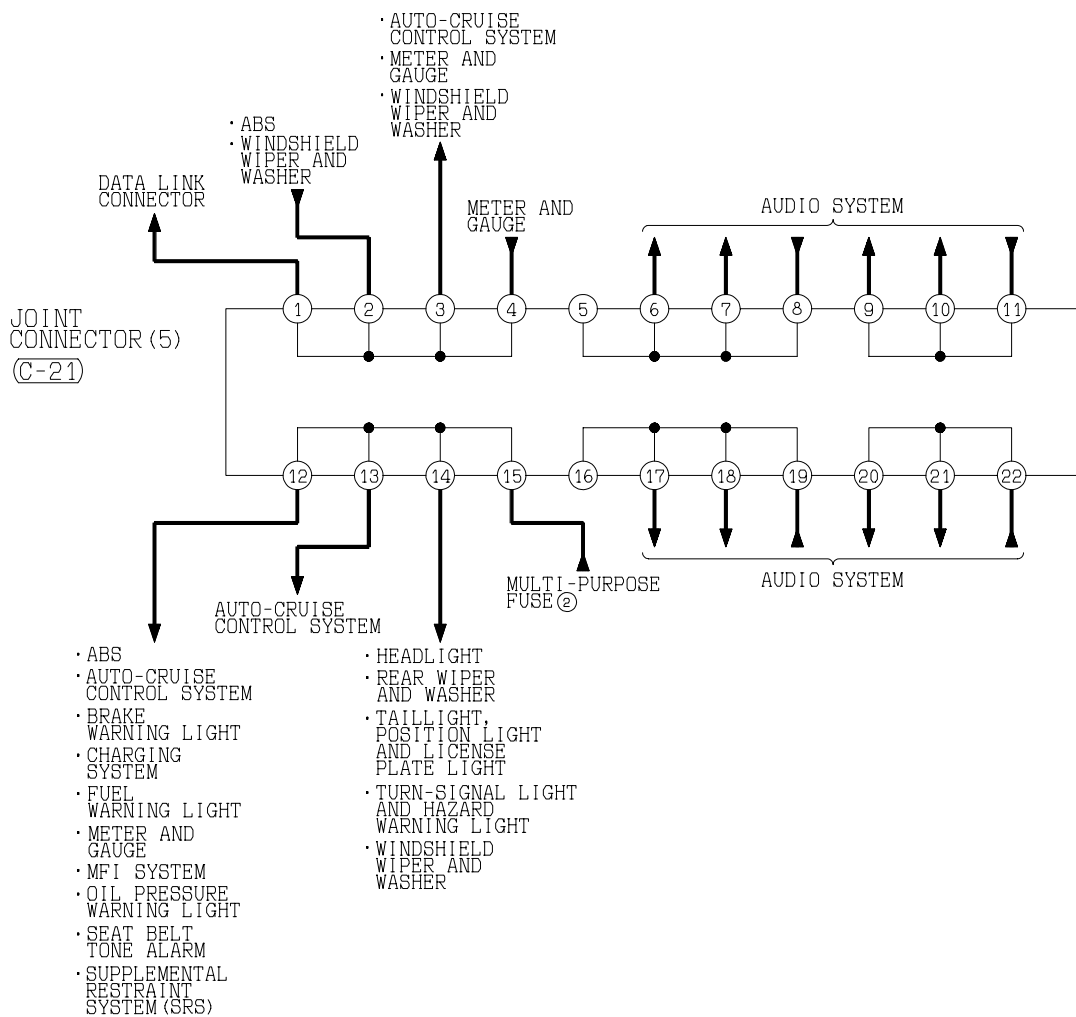 · AUTO-CRUISE
CONTROL SYSTEM
· METER AND
GAUGE
· WINDSHIELD
WIPER AND
WASHER
· ABS
· WINDSHIELD
WIPER AND
WASHER
DATA LINK
CONNECTOR
METER AND
GAUGE
AUDIO SYSTEM
1 2 3 4 5 6 7 8 9 10 11
JOINT
CONNECTOR (5)
C-21
12 13 14 15 16 17 18 19 20 21 22
AUDIO SYSTEM
MULTI-PURPOSE
FUSE ②
AUTO-CRUISE
CONTROL SYSTEM
· ABS
· AUTO-CRUISE
CONTROL SYSTEM
· BRAKE
WARNING LIGHT
· CHARGING
SYSTEM
· FUEL
WARNING LIGHT
· METER AND
GAUGE
· MFI SYSTEM
· OIL PRESSURE
WARNING LIGHT
· SEAT BELT
TONE ALARM
· SUPPLEMENTAL
RESTRAINT
SYSTEM (SRS)
· HEADLIGHT
· REAR WIPER
AND WASHER
· TAILLIGHT,
POSITION LIGHT
AND LICENSE
PLATE LIGHT
· TURN-SIGNAL LIGHT
AND HAZARD
WARNING LIGHT
· WINDSHIELD
WIPER AND
WASHER